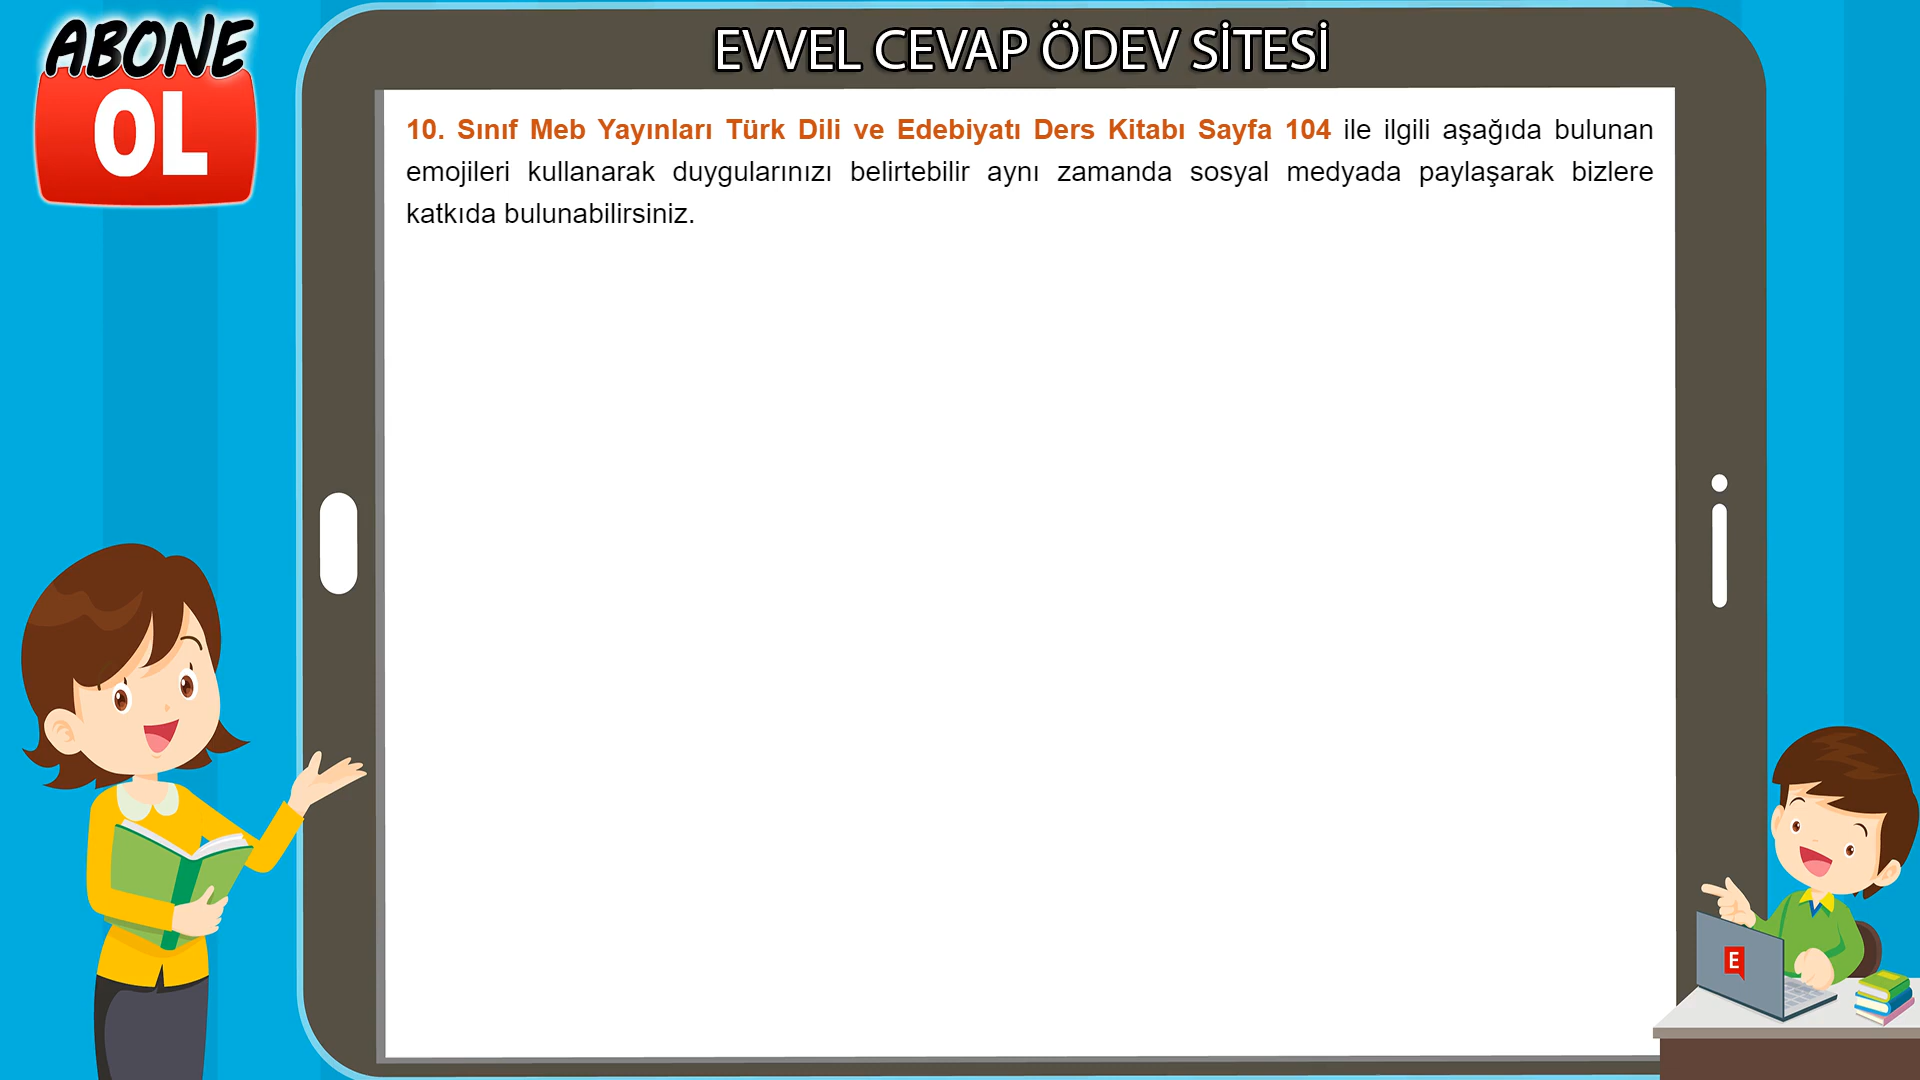 ABONE
OL
EVVEL CEVAP ÖDEV SİTESİ
10. Sınıf Meb Yayınları Türk Dili ve Edebiyatı Ders Kitabı Sayfa 104 ile ilgili aşağıda bulunan
emojileri kullanarak duygularınızı belirtebilir aynı zamanda sosyal medyada paylaşarak bizlere
katkıda bulunabilirsiniz.
E